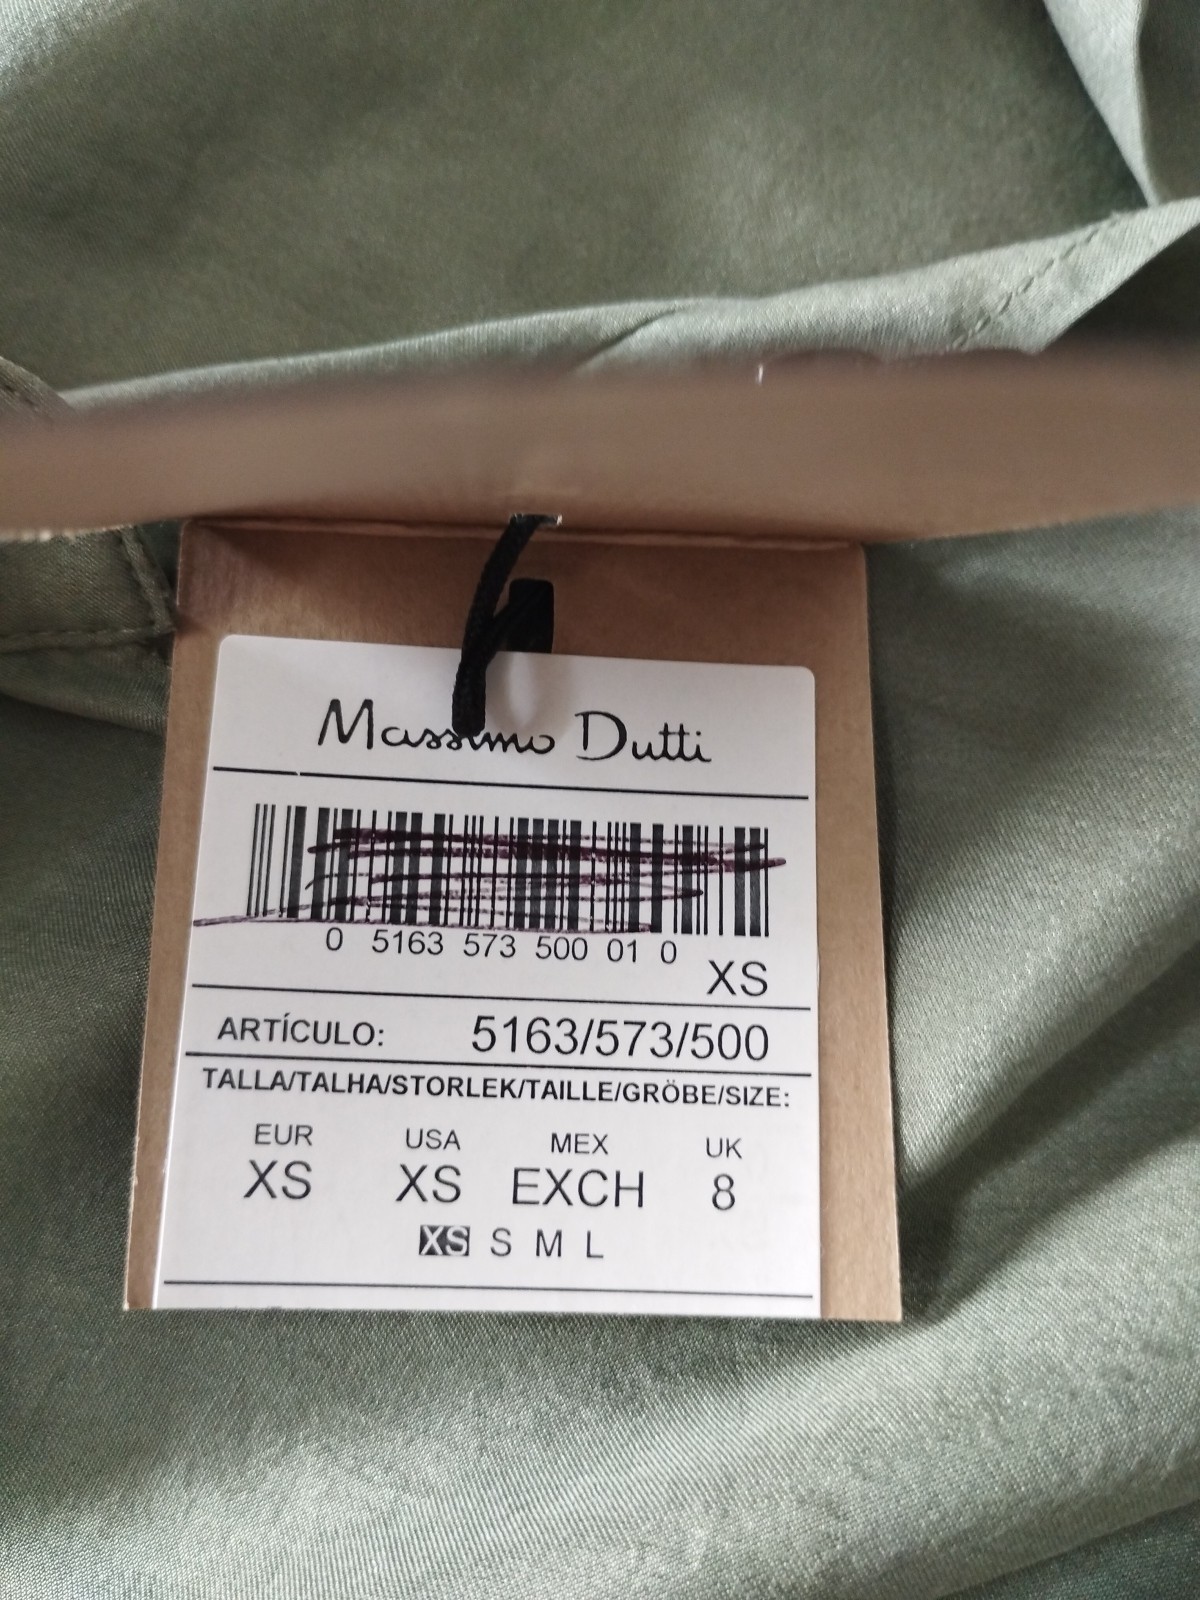 Massimo Dutti
0 5163 573 500 01 0
XS
ARTÍCULO: 5163/573/500
TALLA/TALHA/STORLEK/TAILLE/GRÖBE/SIZE:
EUR USA MEX UK
XS XS EXCH 8
XS S M L